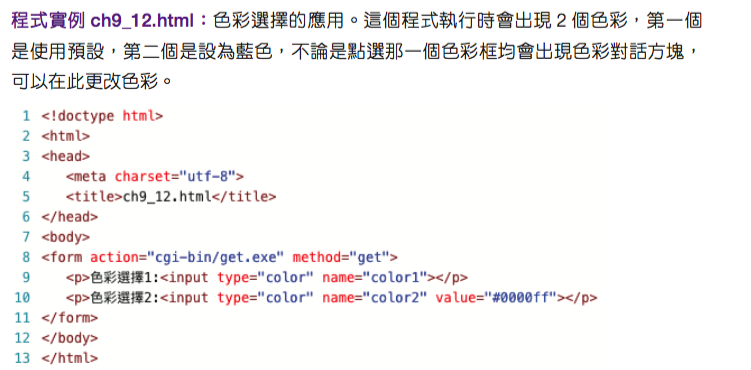 程式實例 ch9_12.html：色彩選擇的應用。這個程式執行時會出現 2 個色彩，第一個
是使用預設，第二個是設為藍色，不論是點選那一個色彩框均會出現色彩對話方塊，
可以在此更改色彩。
1 <!doctype html>
2 <html>
3 <head>
4 <meta charset="utf-8">
5 <title>ch9_12.html</title>
6 </head>
7 <body>
8 <form action="cgi-bin/get.exe" method="get">
9 <p>色彩選擇1:<input type="color" name="color1"></p>
10 <p>色彩選擇2:<input type="color" name="color2" value="#0000ff"></p>
11 </form>
12 </body>
13 </html>